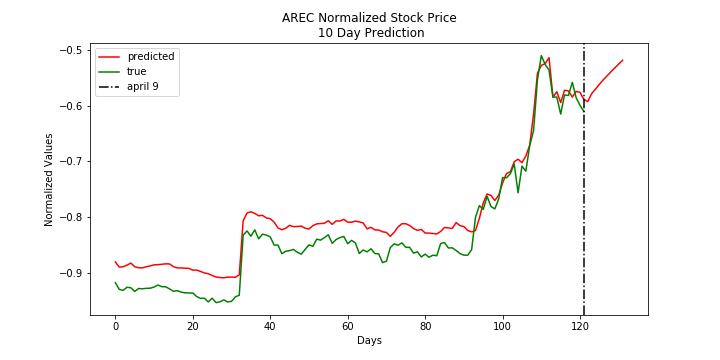 AREC Normalized Stock Price
10 Day Prediction
predicted
true
april 9
Normalized Values
−0.5
−0.6
−0.7
−0.8
−0.9
0
20
40
60
80
100
120
Days